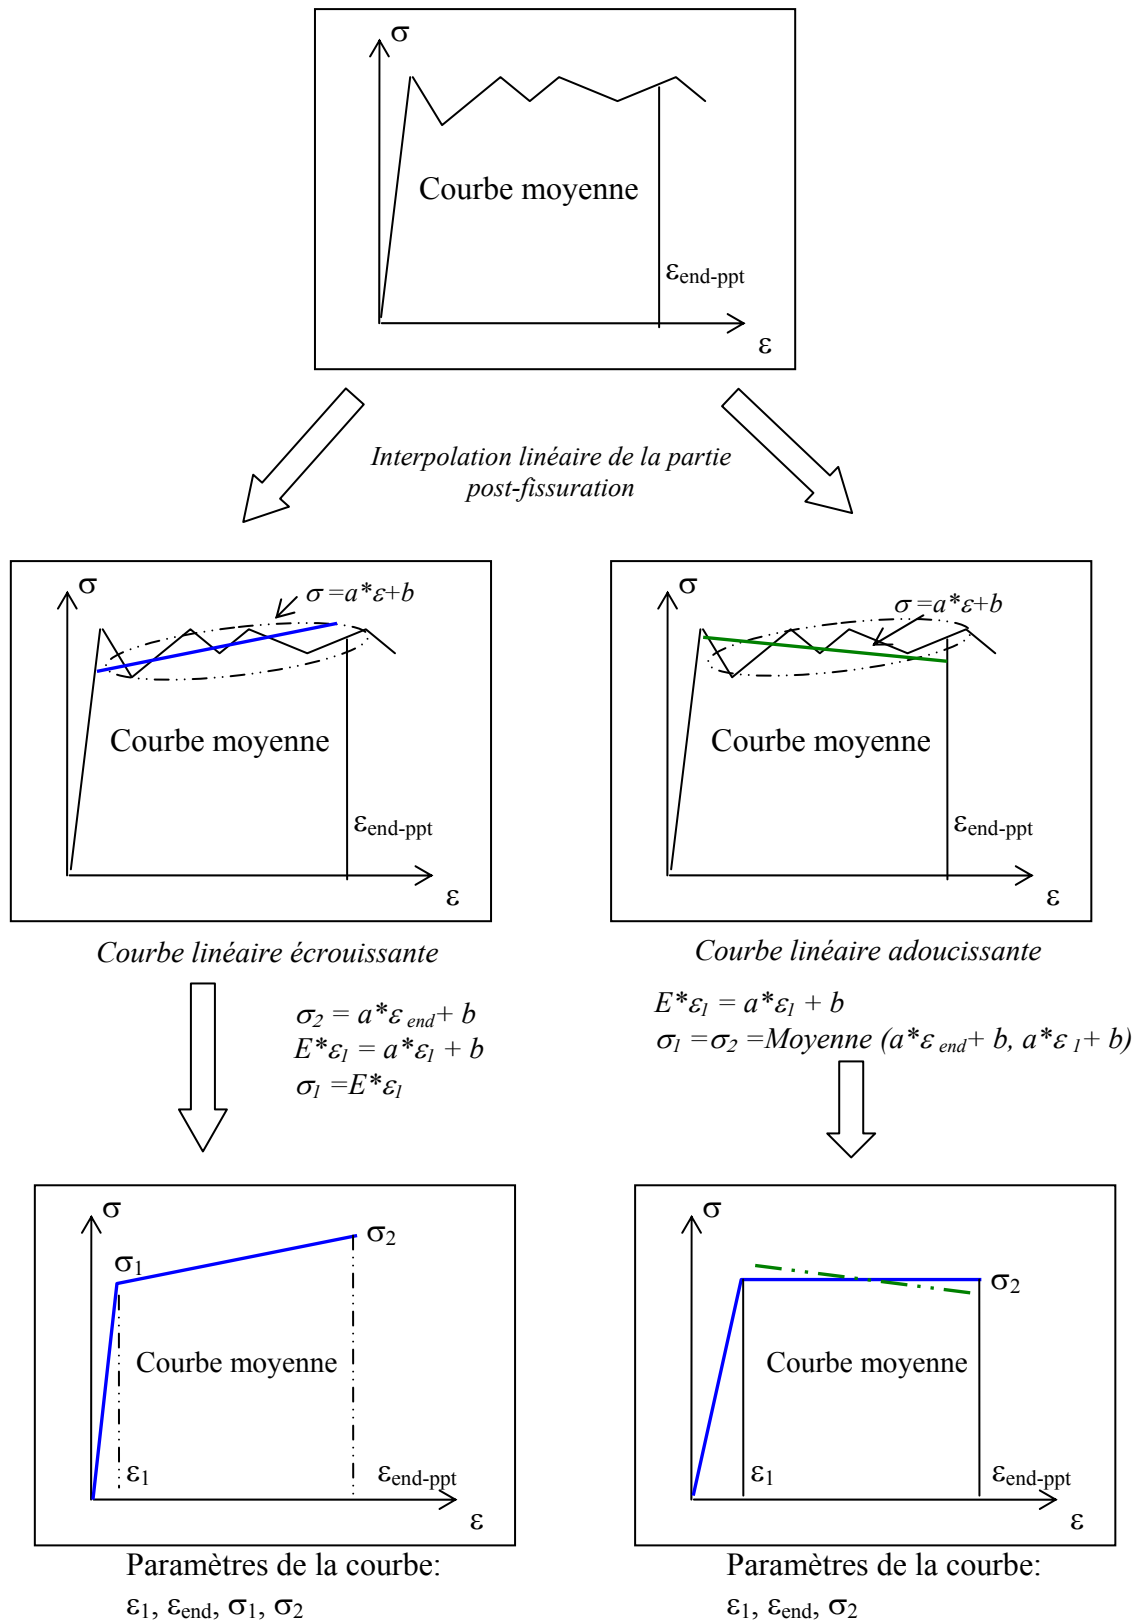 σ
Courbe moyenne
εend-ppt
ε
Interpolation linéaire de la partie
post-fissuration
σ
σ =a*ε+b
Courbe moyenne
εend-ppt
ε
Courbe linéaire écrouissante
σ
σ =a*ε+b
Courbe moyenne
εend-ppt
ε
Courbe linéaire adoucissante
σ2 = a*ε end+ b
E*ε1 = a*ε1 + b
σ1 =E*ε1
E*ε1 = a*ε1 + b
σ1 =σ2 =Moyenne (a*ε end+ b, a*ε 1+ b)
σ
σ1
σ2
Courbe moyenne
ε1
εend-ppt
ε
Paramètres de la courbe:
ε1, εend, σ1, σ2
σ
σ2
Courbe moyenne
ε1
εend-ppt
ε
Paramètres de la courbe:
ε1, εend, σ2